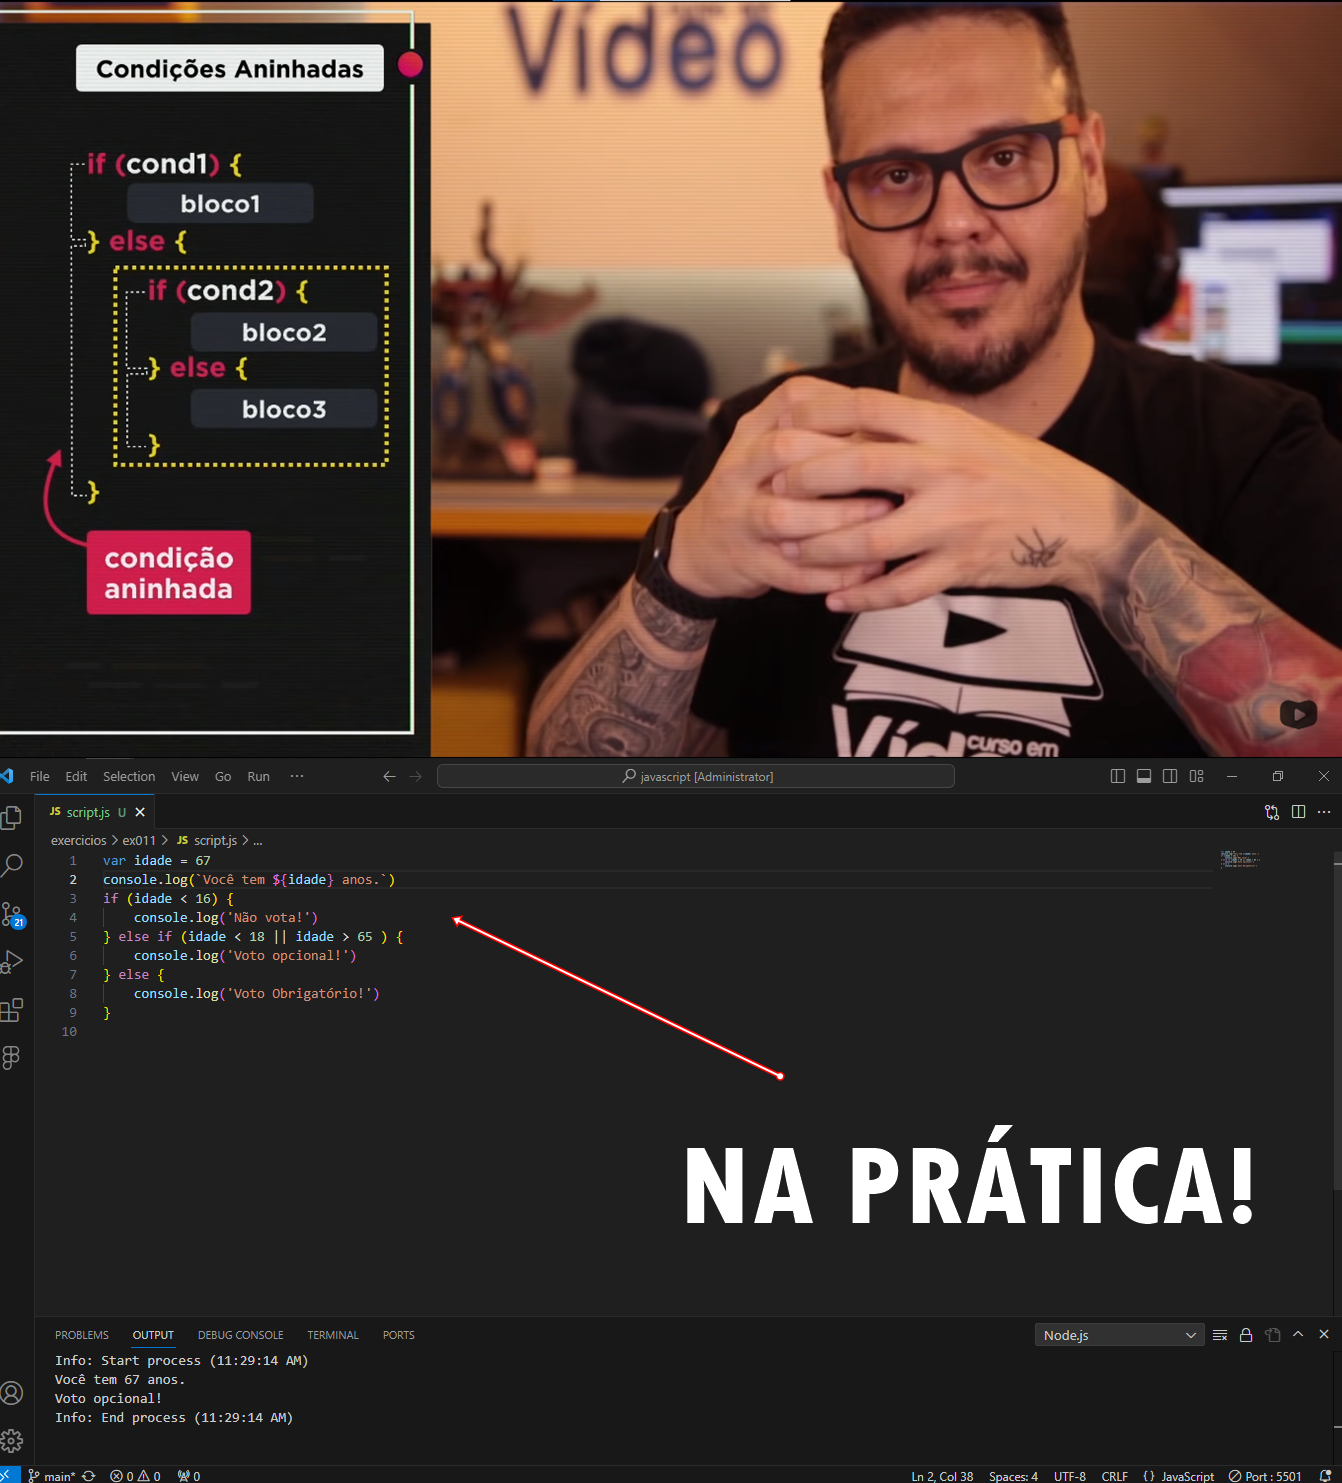 Vídeo
Condições Aninhadas
if (cond1) {
bloco1
} else {
if (cond2) {
bloco2
} else {
bloco3
}
}
condição
aninhada
curso em
Vídeo
File Edit Selection View Go Run ···
javascript [Administrator]
JS script.js U
exercicios > ex011 > JS script.js > ...
1 var idade = 67
2 console.log(`Você tem ${idade} anos.`)
3 if (idade < 16) {
4 console.log('Não vota!')
5 } else if (idade < 18 || idade > 65 ) {
6 console.log('Voto opcional!')
7 } else {
8 console.log('Voto Obrigatório!')
9 }
10
21
NA PRÁTICA!
PROBLEMS OUTPUT DEBUG CONSOLE TERMINAL PORTS
Node.js
Info: Start process (11:29:14 AM)
Você tem 67 anos.
Voto opcional!
Info: End process (11:29:14 AM)
main* 0 0 0 Ln 2, Col 38 Spaces: 4 UTF-8 CRLF {} JavaScript Port : 5501